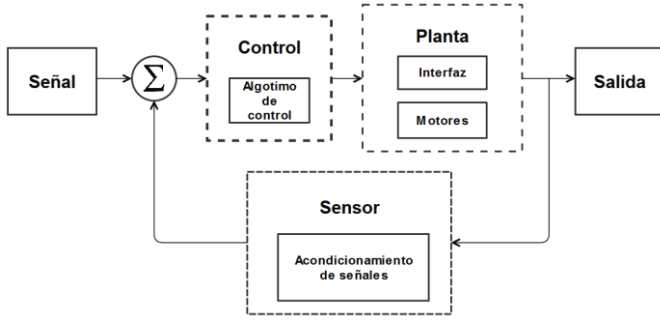 Señal
Σ
Control
Algotimo
de
control
Planta
Interfaz
Motores
Salida
Sensor
Acondicionamiento
de señales